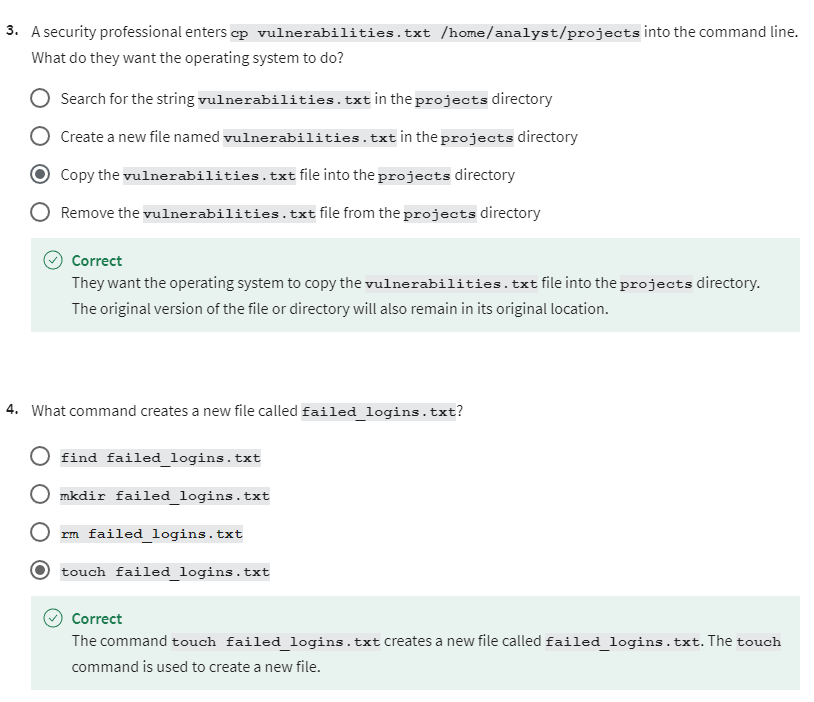 3. A security professional enters cp vulnerabilities.txt /home/analyst/projects into the command line.
What do they want the operating system to do?
Search for the string vulnerabilities.txt in the projects directory
Create a new file named vulnerabilities.txt in the projects directory
Copy the vulnerabilities.txt file into the projects directory
Remove the vulnerabilities.txt file from the projects directory
Correct
They want the operating system to copy the vulnerabilities.txt file into the projects directory.
The original version of the file or directory will also remain in its original location.
4. What command creates a new file called failed_logins.txt?
find failed_logins.txt
mkdir failed_logins.txt
rm failed_logins.txt
touch failed_logins.txt
Correct
The command touch failed_logins.txt creates a new file called failed_logins.txt. The touch
command is used to create a new file.